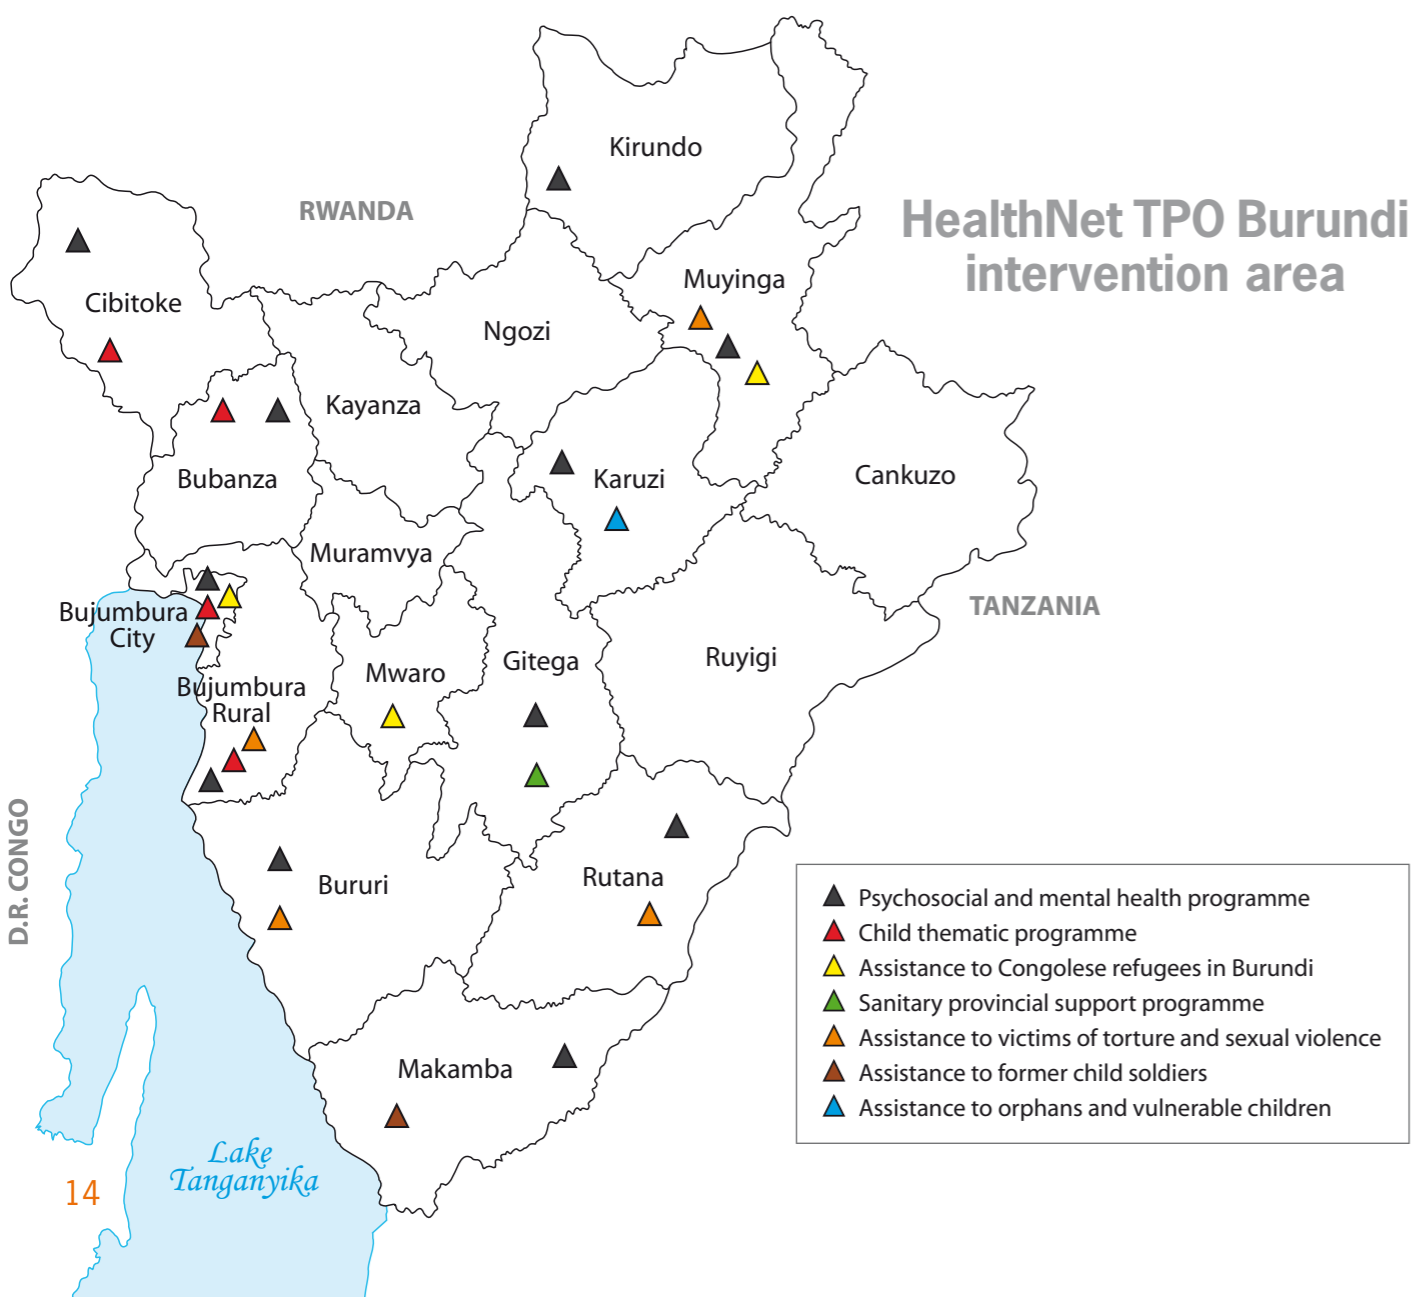 HealthNet TPO Burundi
intervention area
RWANDA
Kirundo
Muyinga
Cibitoke
Ngozi
Kayanza
Bubanza
Karuzi
Cankuzo
Muramvya
TANZANIA
Bujumbura
City
Ruyigi
Gitega
Mwaro
Bujumbura
Rural
D.R. CONGO
Bururi
Rutana
Makamba
Lake
Tanganyika
Psychosocial and mental health programme
Child thematic programme
Assistance to Congolese refugees in Burundi
Sanitary provincial support programme
Assistance to victims of torture and sexual violence
Assistance to former child soldiers
Assistance to orphans and vulnerable children
14